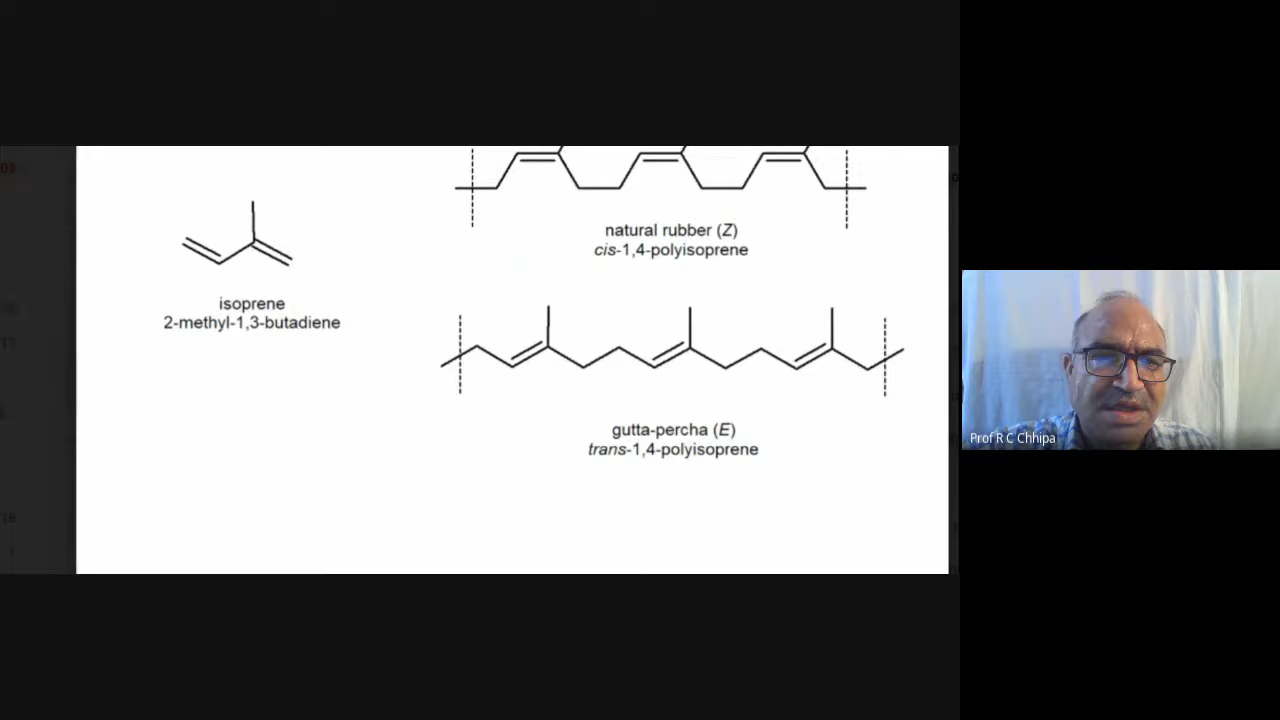 03
natural rubber (Z)
cis-1,4-polyisoprene
isoprene
2-methyl-1,3-butadiene
gutta-percha (E)
trans-1,4-polyisoprene
Prof R C Chhipa